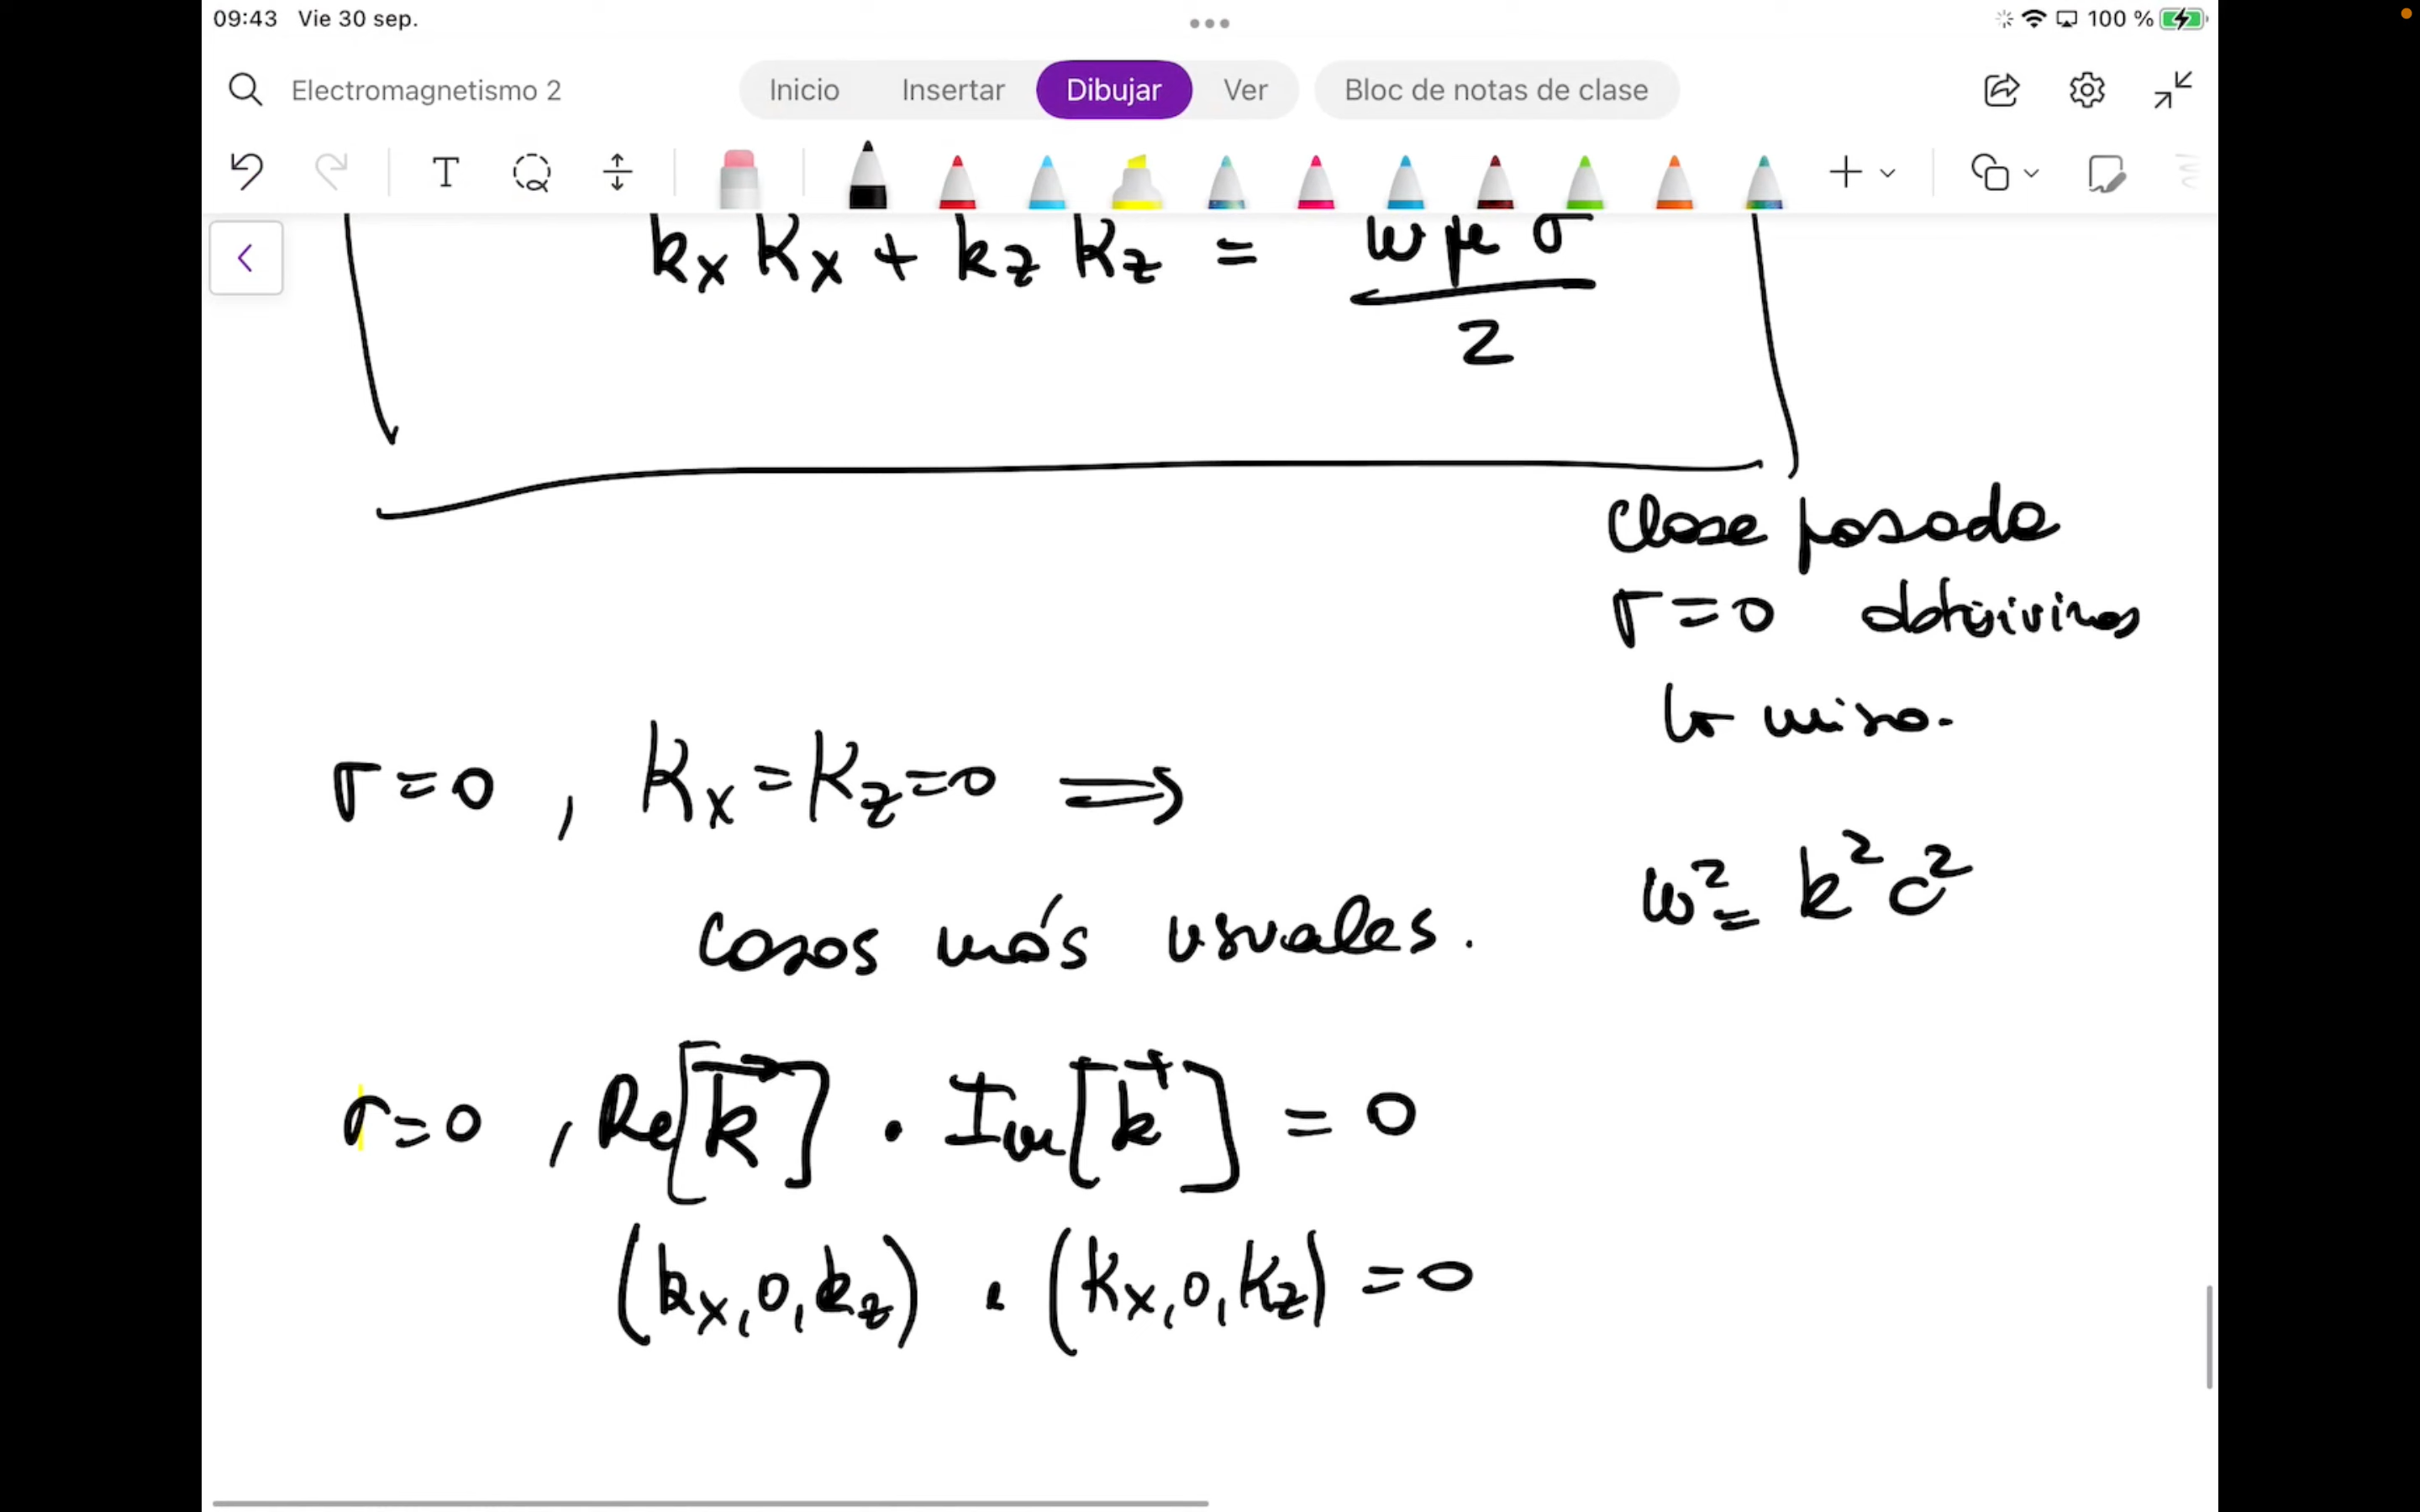 09:43 Vie 30 sep.
100 %
Electromagnetismo 2
Inicio Insertar Dibujar Ver Bloc de notas de clase
T
kx Kx + kz Kz = ωμσ / 2
Clase pasada
σ=0 obtuvimos
lo mismo.
σ=0 , Kx=Kz=0 ⟹
ω² = k²c²
casos más usuales.
σ=0 , Re[k⃗] · Im[k⃗] = 0
(kx,0,kz) · (Kx,0,Kz) =0